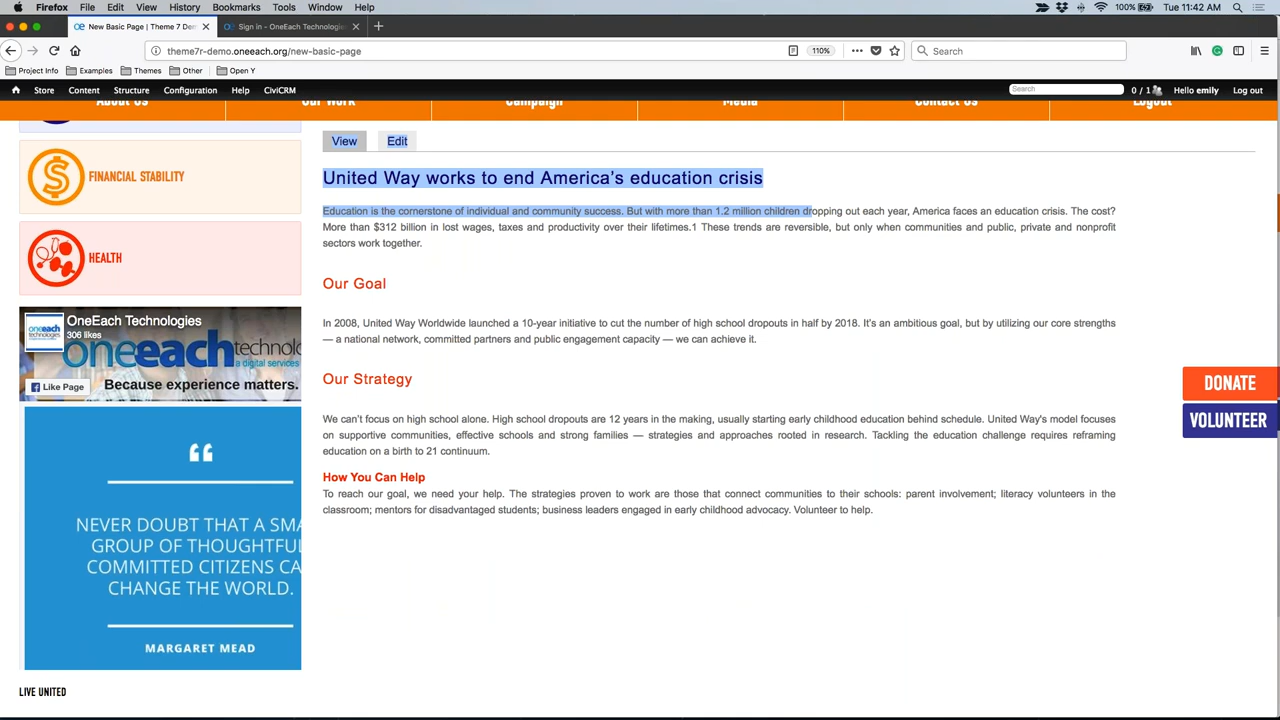 Firefox File Edit View History Bookmarks Tools Window Help 100% Tue 11:42 AM
New Basic Page | Theme 7 Dem × Sign in - OneEach Technologies × +
theme7r-demo.oneeach.org/new-basic-page 110% ••• Search
Project Info Examples Themes Other Open Y
Store Content Structure Configuration Help CiviCRM Search 0 / 1 Hello emily Log out
About Us Our Work Campaign Media Contact Us Logout
View Edit
United Way works to end America's education crisis
Education is the cornerstone of individual and community success. But with more than 1.2 million children dropping out each year, America faces an education crisis. The cost?
More than $312 billion in lost wages, taxes and productivity over their lifetimes.1 These trends are reversible, but only when communities and public, private and nonprofit
sectors work together.
Our Goal
In 2008, United Way Worldwide launched a 10-year initiative to cut the number of high school dropouts in half by 2018. It's an ambitious goal, but by utilizing our core strengths
— a national network, committed partners and public engagement capacity — we can achieve it.
Our Strategy
We can't focus on high school alone. High school dropouts are 12 years in the making, usually starting early childhood education behind schedule. United Way's model focuses
on supportive communities, effective schools and strong families — strategies and approaches rooted in research. Tackling the education challenge requires reframing
education on a birth to 21 continuum.
How You Can Help
To reach our goal, we need your help. The strategies proven to work are those that connect communities to their schools: parent involvement; literacy volunteers in the
classroom; mentors for disadvantaged students; business leaders engaged in early childhood advocacy. Volunteer to help.
FINANCIAL STABILITY
HEALTH
OneEach Technologies
306 likes
oneeach technolo
a digital services
Like Page Because experience matters.
"
NEVER DOUBT THAT A SMA
GROUP OF THOUGHTFUL
COMMITTED CITIZENS CA
CHANGE THE WORLD.
MARGARET MEAD
LIVE UNITED
DONATE
VOLUNTEER